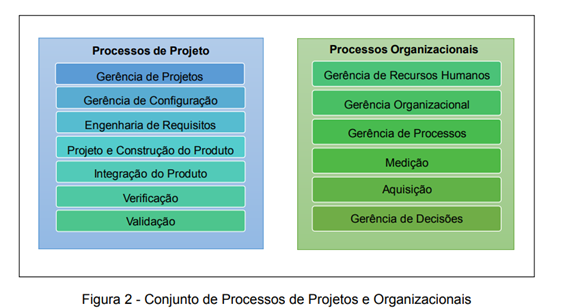 Processos de Projeto
Gerência de Projetos
Gerência de Configuração
Engenharia de Requisitos
Projeto e Construção do Produto
Integração do Produto
Verificação
Validação
Processos Organizacionais
Gerência de Recursos Humanos
Gerência Organizacional
Gerência de Processos
Medição
Aquisição
Gerência de Decisões
Figura 2 - Conjunto de Processos de Projetos e Organizacionais